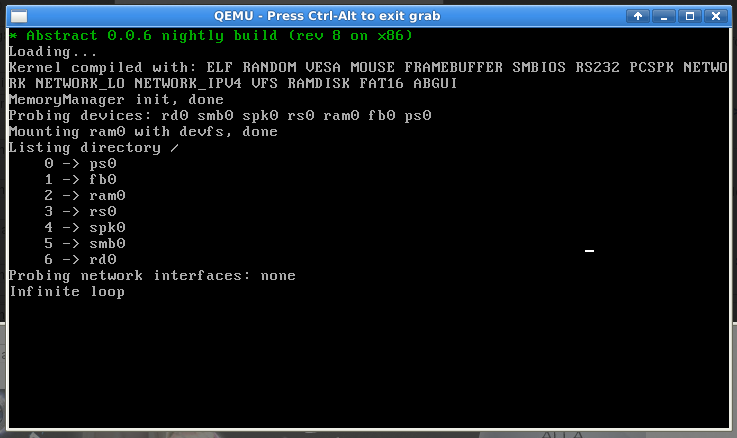 QEMU - Press Ctrl-Alt to exit grab
* Abstract 0.0.6 nightly build (rev 8 on x86)
Loading...
Kernel compiled with: ELF RANDOM VESA MOUSE FRAMEBUFFER SMBIOS RS232 PCSPK NETWO
RK NETWORK_LO NETWORK_IPV4 VFS RAMDISK FAT16 ABGUI
MemoryManager init, done
Probing devices: rd0 smb0 spk0 rs0 ram0 fb0 ps0
Mounting ram0 with devfs, done
Listing directory /
0 -> ps0
1 -> fb0
2 -> ram0
3 -> rs0
4 -> spk0
5 -> smb0
6 -> rd0
Probing network interfaces: none
Infinite loop